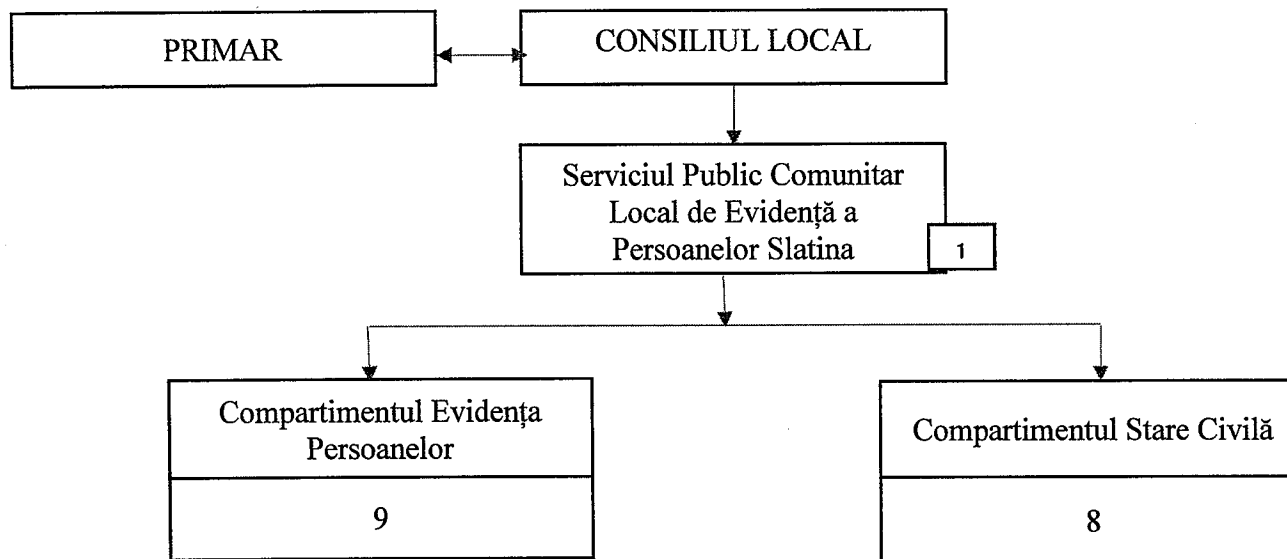 PRIMAR
CONSILIUL LOCAL
Serviciul Public Comunitar
Local de Evidență a
Persoanelor Slatina
1
Compartimentul Evidența
Persoanelor
9
Compartimentul Stare Civilă
8